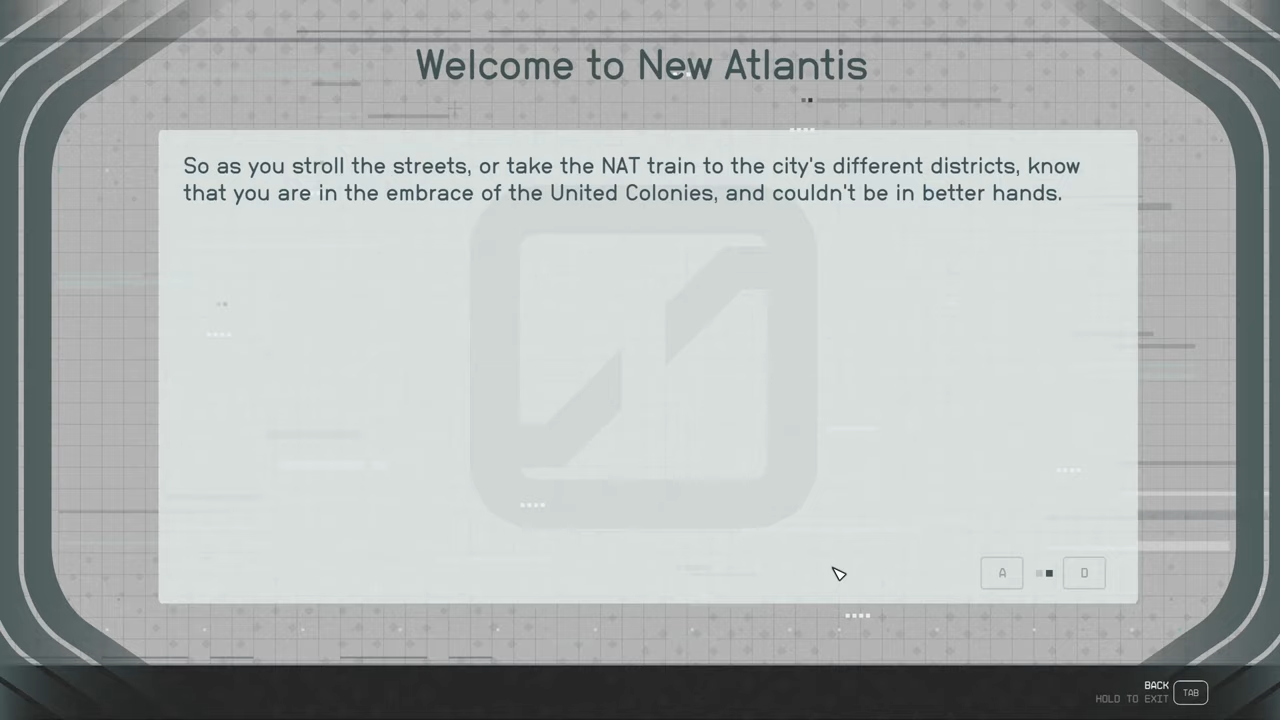 Welcome to New Atlantis
So as you stroll the streets, or take the NAT train to the city's different districts, know
that you are in the embrace of the United Colonies, and couldn't be in better hands.
A
D
BACK
HOLD TO EXIT
TAB